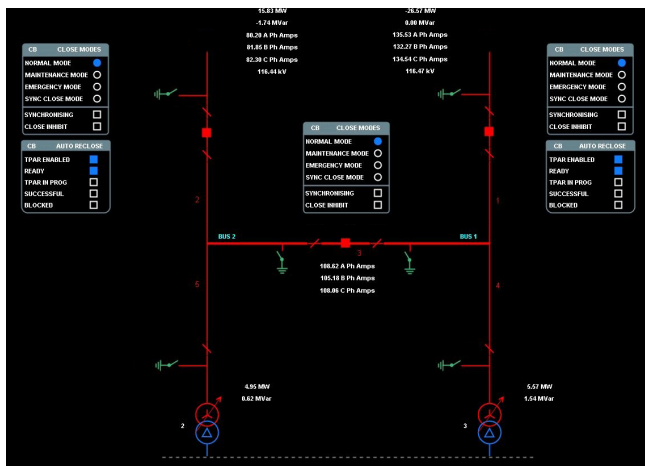 15.83 MW
-1.74 MVar
80.20 A Ph Amps
81.85 B Ph Amps
82.30 C Ph Amps
116.44 kV
-26.57 MW
0.00 MVar
135.53 A Ph Amps
132.27 B Ph Amps
134.54 C Ph Amps
116.47 kV
CB CLOSE MODES
NORMAL MODE
MAINTENANCE MODE
EMERGENCY MODE
SYNC CLOSE MODE
SYNCHRONISING
CLOSE INHIBIT
CB AUTO RECLOSE
TPAR ENABLED
READY
TPAR IN PROG
SUCCESSFUL
BLOCKED
CB CLOSE MODES
NORMAL MODE
MAINTENANCE MODE
EMERGENCY MODE
SYNC CLOSE MODE
SYNCHRONISING
CLOSE INHIBIT
CB CLOSE MODES
NORMAL MODE
MAINTENANCE MODE
EMERGENCY MODE
SYNC CLOSE MODE
SYNCHRONISING
CLOSE INHIBIT
CB AUTO RECLOSE
TPAR ENABLED
READY
TPAR IN PROG
SUCCESSFUL
BLOCKED
2
1
BUS 2
BUS 1
3
108.62 A Ph Amps
105.18 B Ph Amps
108.06 C Ph Amps
5
4
4.95 MW
0.62 MVar
5.57 MW
1.54 MVar
2
3